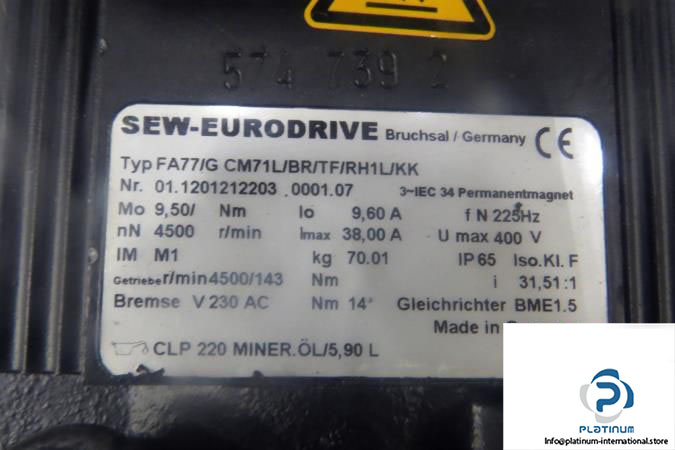 574 739 2
SEW-EURODRIVE Bruchsal / Germany CE
Typ FA77/G CM71L/BR/TF/RH1L/KK
Nr. 01.1201212203 .0001.07 3~IEC 34 Permanentmagnet
Mo 9,50/ Nm Io 9,60 A f N 225Hz
nN 4500 r/min Imax 38,00 A U max 400 V
IM M1 kg 70.01 IP 65 Iso.Kl. F
Getriebe r/min 4500/143 Nm i 31,51:1
Bremse V 230 AC Nm 14 Gleichrichter BME1.5
Made in
CLP 220 MINER.ÖL/5,90 L
PLATINUM
Info@platinum-international.store